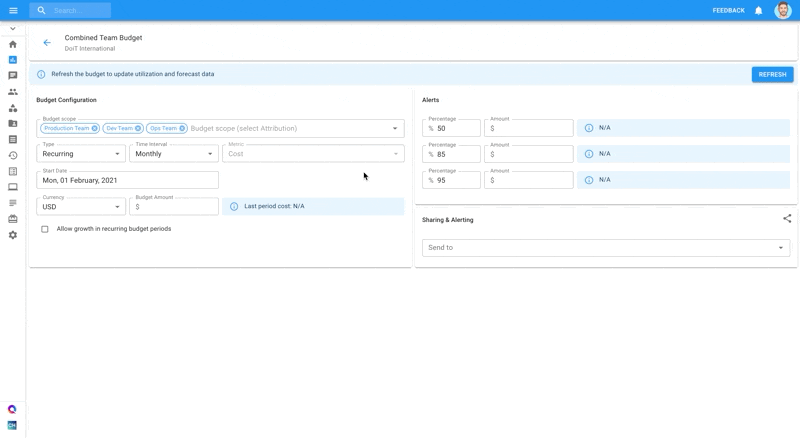 Search...
FEEDBACK
Combined Team Budget
DoiT International
Refresh the budget to update utilization and forecast data
REFRESH
Budget Configuration
Budget scope
Production Team
Dev Team
Ops Team
Budget scope (select Attribution)
Type
Recurring
Time Interval
Monthly
Metric
Cost
Start Date
Mon, 01 February, 2021
Currency
USD
Budget Amount
$
Last period cost: N/A
Allow growth in recurring budget periods
Alerts
Percentage
% 50
Amount
$
N/A
Percentage
% 85
Amount
$
N/A
Percentage
% 95
Amount
$
N/A
Sharing & Alerting
Send to
CH